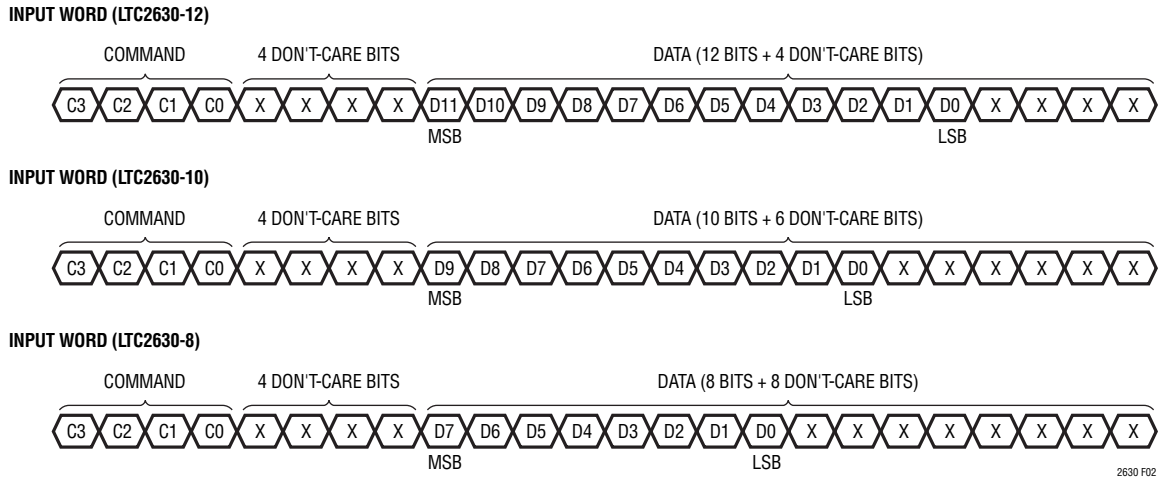 INPUT WORD (LTC2630-12)
COMMAND 4 DON'T-CARE BITS DATA (12 BITS + 4 DON'T-CARE BITS)
C3 C2 C1 C0 X X X X D11 D10 D9 D8 D7 D6 D5 D4 D3 D2 D1 D0 X X X X
MSB LSB
INPUT WORD (LTC2630-10)
COMMAND 4 DON'T-CARE BITS DATA (10 BITS + 6 DON'T-CARE BITS)
C3 C2 C1 C0 X X X X D9 D8 D7 D6 D5 D4 D3 D2 D1 D0 X X X X X X
MSB LSB
INPUT WORD (LTC2630-8)
COMMAND 4 DON'T-CARE BITS DATA (8 BITS + 8 DON'T-CARE BITS)
C3 C2 C1 C0 X X X X D7 D6 D5 D4 D3 D2 D1 D0 X X X X X X X X
MSB LSB
2630 F02